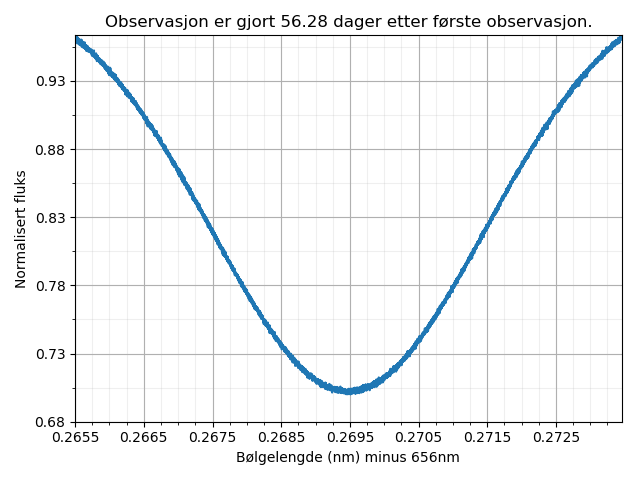 Observasjon er gjort 56.28 dager etter første observasjon.
0.93
0.88
0.83
0.78
0.73
0.68
Normalisert fluks
0.2655 0.2665 0.2675 0.2685 0.2695 0.2705 0.2715 0.2725
Bølgelengde (nm) minus 656nm